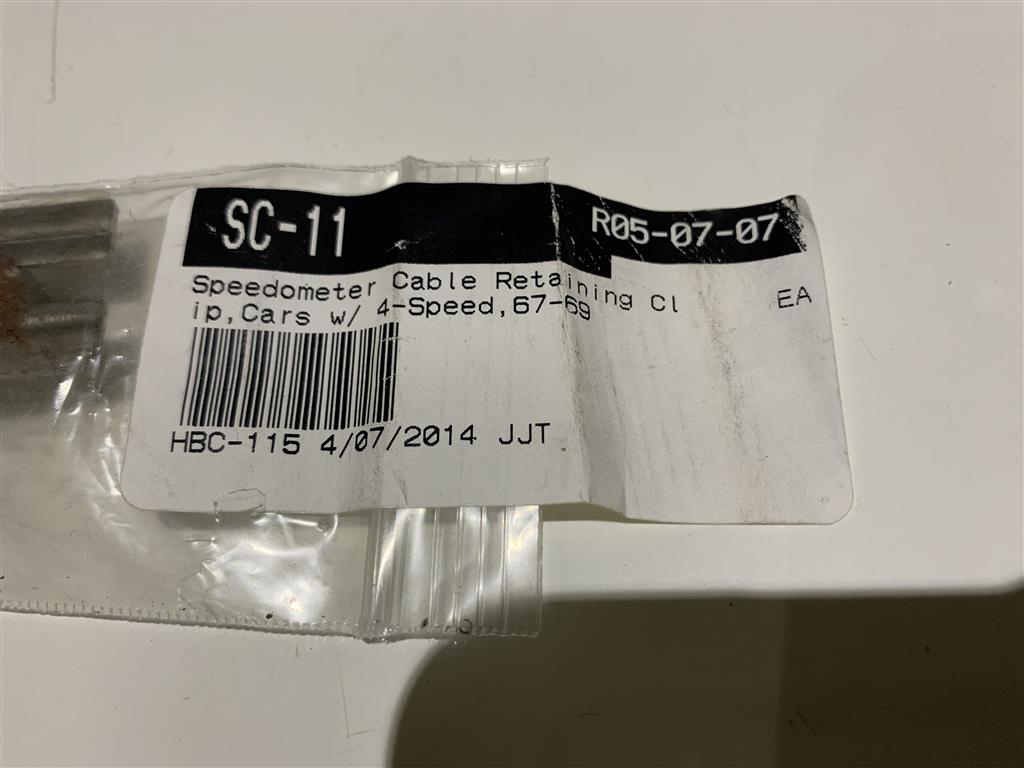 SC-11 R05-07-07
Speedometer Cable Retaining Cl
ip,Cars w/ 4-Speed,67-69 EA
HBC-115 4/07/2014 JJT